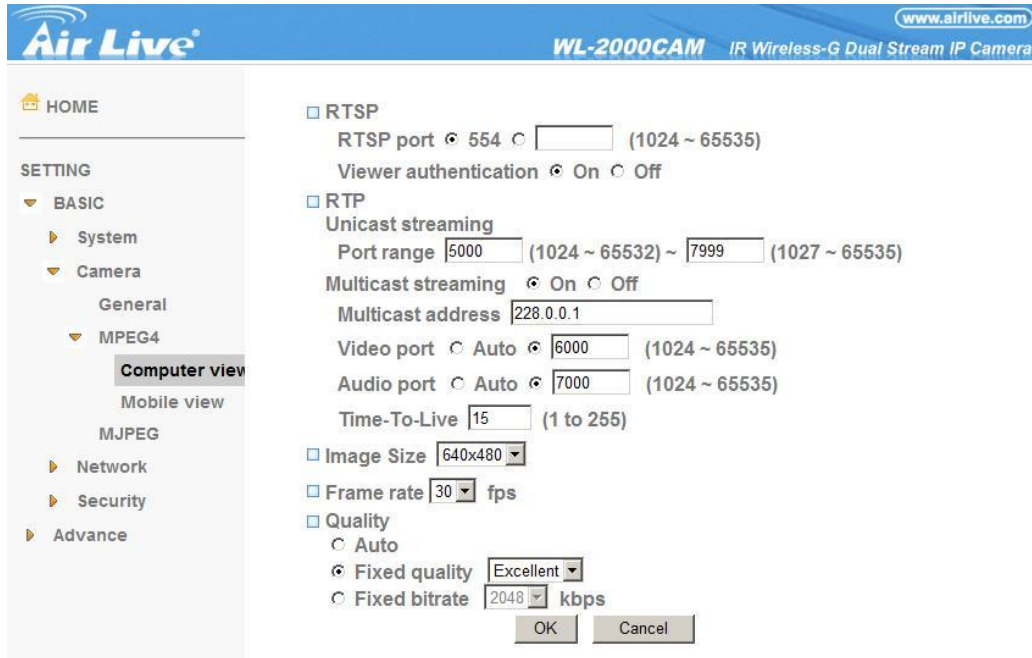 www.airlive.com
Air Live®
WL-2000CAM IR Wireless-G Dual Stream IP Camera
HOME
SETTING
BASIC
System
Camera
General
MPEG4
Computer view
Mobile view
MJPEG
Network
Security
Advance
RTSP
RTSP port 554 (1024 ~ 65535)
Viewer authentication On Off
RTP
Unicast streaming
Port range 5000 (1024 ~ 65532) ~ 7999 (1027 ~ 65535)
Multicast streaming On Off
Multicast address 228.0.0.1
Video port Auto 6000 (1024 ~ 65535)
Audio port Auto 7000 (1024 ~ 65535)
Time-To-Live 15 (1 to 255)
Image Size 640x480
Frame rate 30 fps
Quality
Auto
Fixed quality Excellent
Fixed bitrate 2048 kbps
OK Cancel